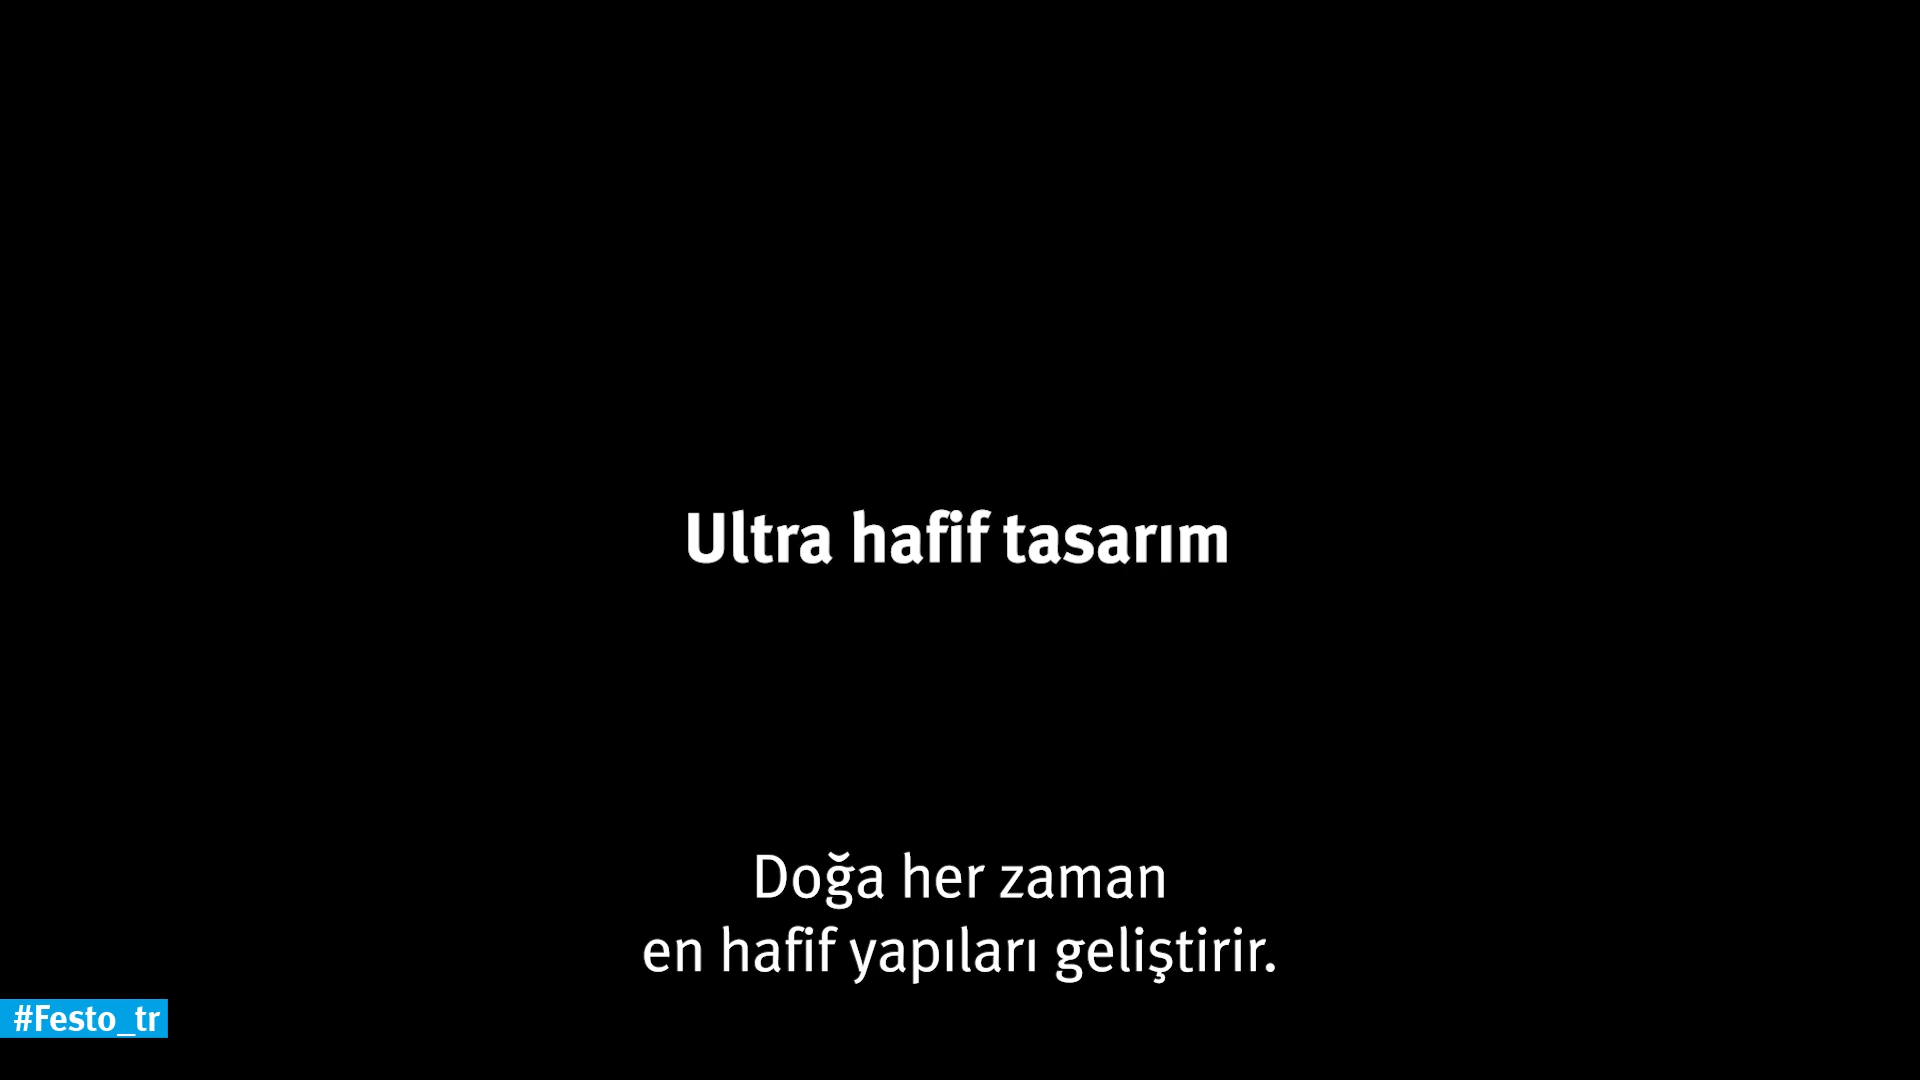 Ultra hafif tasarım
Doğa her zaman
en hafif yapıları geliştirir.
#Festo_tr